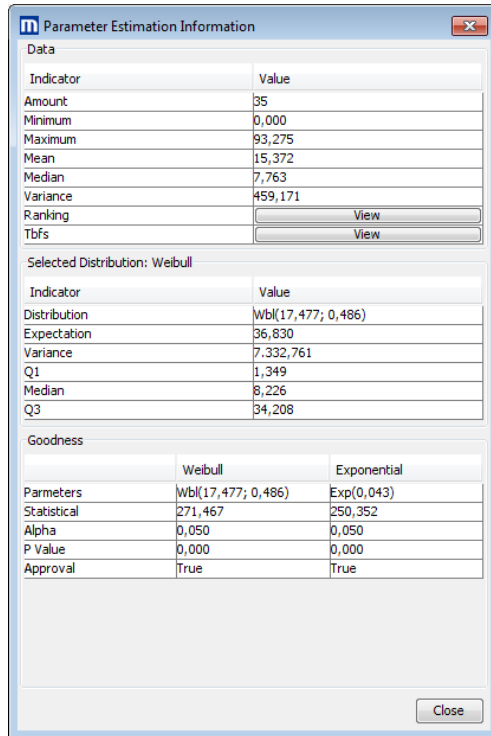 m Parameter Estimation Information
Data
Indicator Value
Amount 35
Minimum 0,000
Maximum 93,275
Mean 15,372
Median 7,763
Variance 459,171
Ranking View
Tbfs View
Selected Distribution: Weibull
Indicator Value
Distribution Wbl(17,477; 0,486)
Expectation 36,830
Variance 7.332,761
Q1 1,349
Median 8,226
Q3 34,208
Goodness
Weibull Exponential
Parmeters Wbl(17,477; 0,486) Exp(0,043)
Statistical 271,467 250,352
Alpha 0,050 0,050
P Value 0,000 0,000
Approval True True
Close